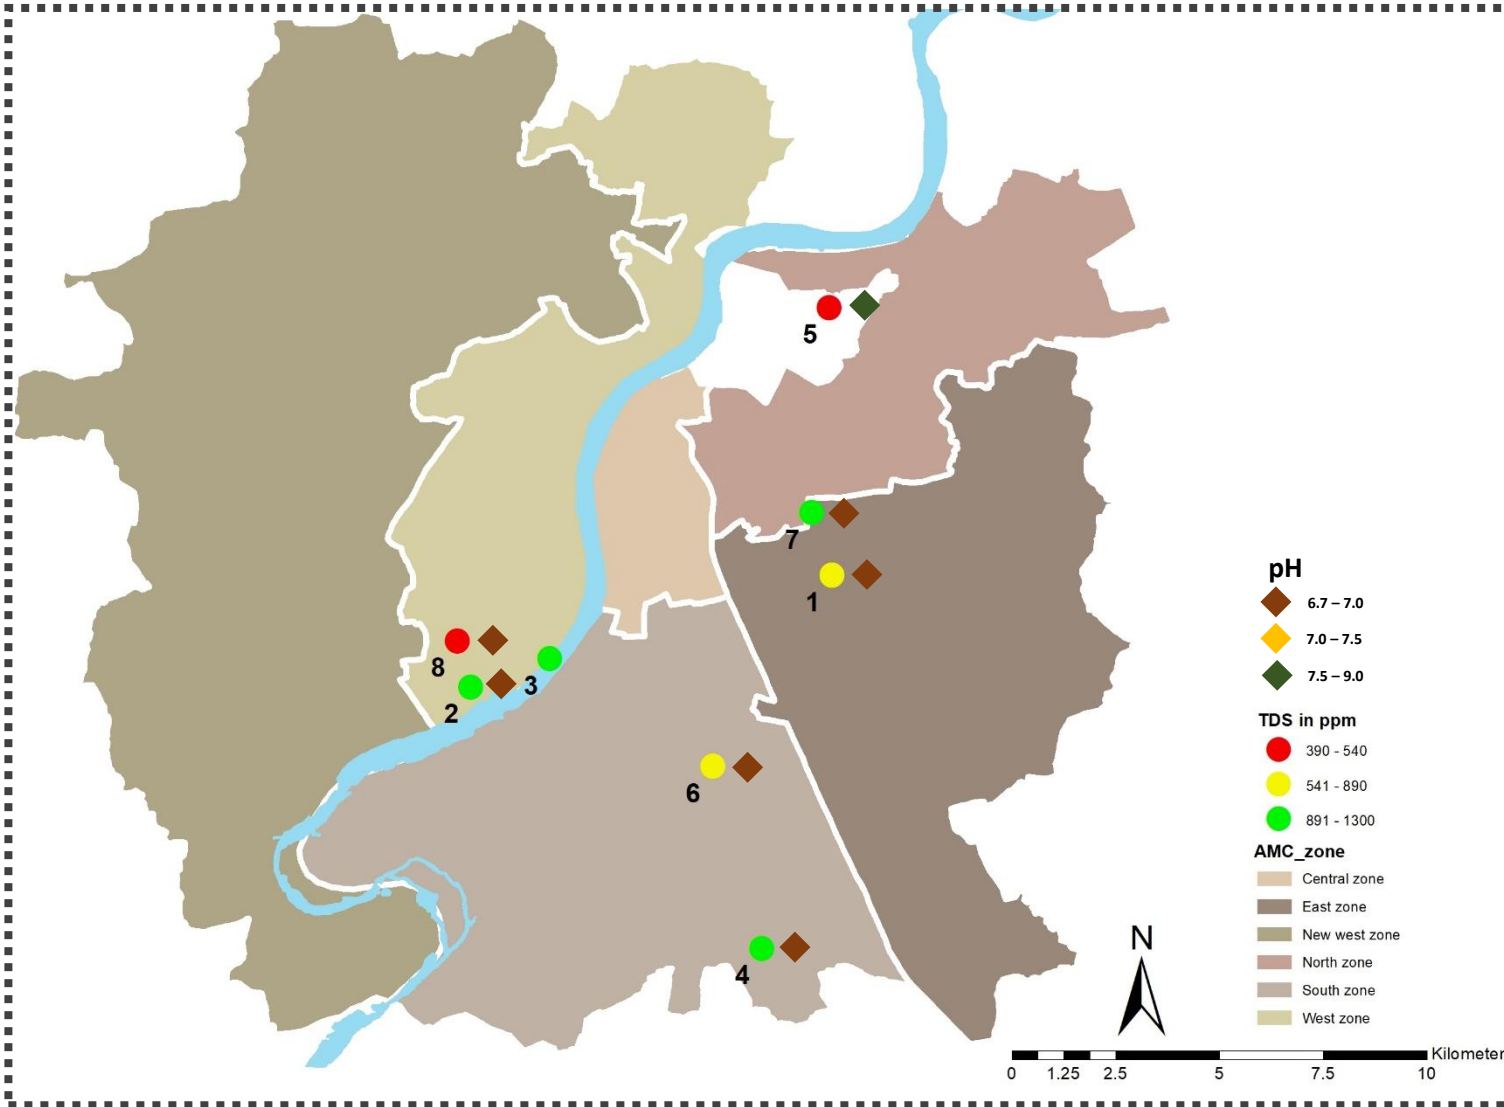 5
7
1
8
3
2
6
4
pH
6.7 – 7.0
7.0 – 7.5
7.5 – 9.0
TDS in ppm
390 - 540
541 - 890
891 - 1300
AMC_zone
Central zone
East zone
New west zone
North zone
South zone
West zone
N
Kilometer
0 1.25 2.5 5 7.5 10